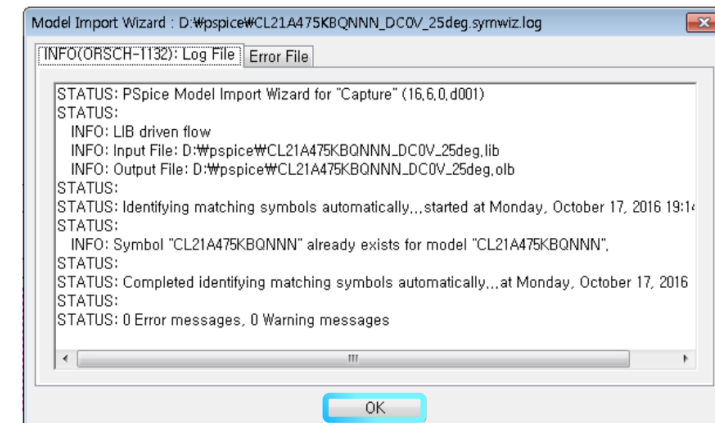 Model Import Wizard : D:₩pspice₩CL21A475KBQNNN_DC0V_25deg.symwiz.log
INFO(ORSCH-1132): Log File
Error File
STATUS: PSpice Model Import Wizard for "Capture" (16,6,0,d001)
STATUS:
INFO: LIB driven flow
INFO: Input File: D:₩pspice₩CL21A475KBQNNN_DC0V_25deg,lib
INFO: Output File: D:₩pspice₩CL21A475KBQNNN_DC0V_25deg,olb
STATUS:
STATUS: Identifying matching symbols automatically,,,started at Monday, October 17, 2016 19:14
STATUS:
INFO: Symbol "CL21A475KBQNNN" already exists for model "CL21A475KBQNNN",
STATUS:
STATUS: Completed identifying matching symbols automatically,,,at Monday, October 17, 2016
STATUS:
STATUS: 0 Error messages, 0 Warning messages
OK